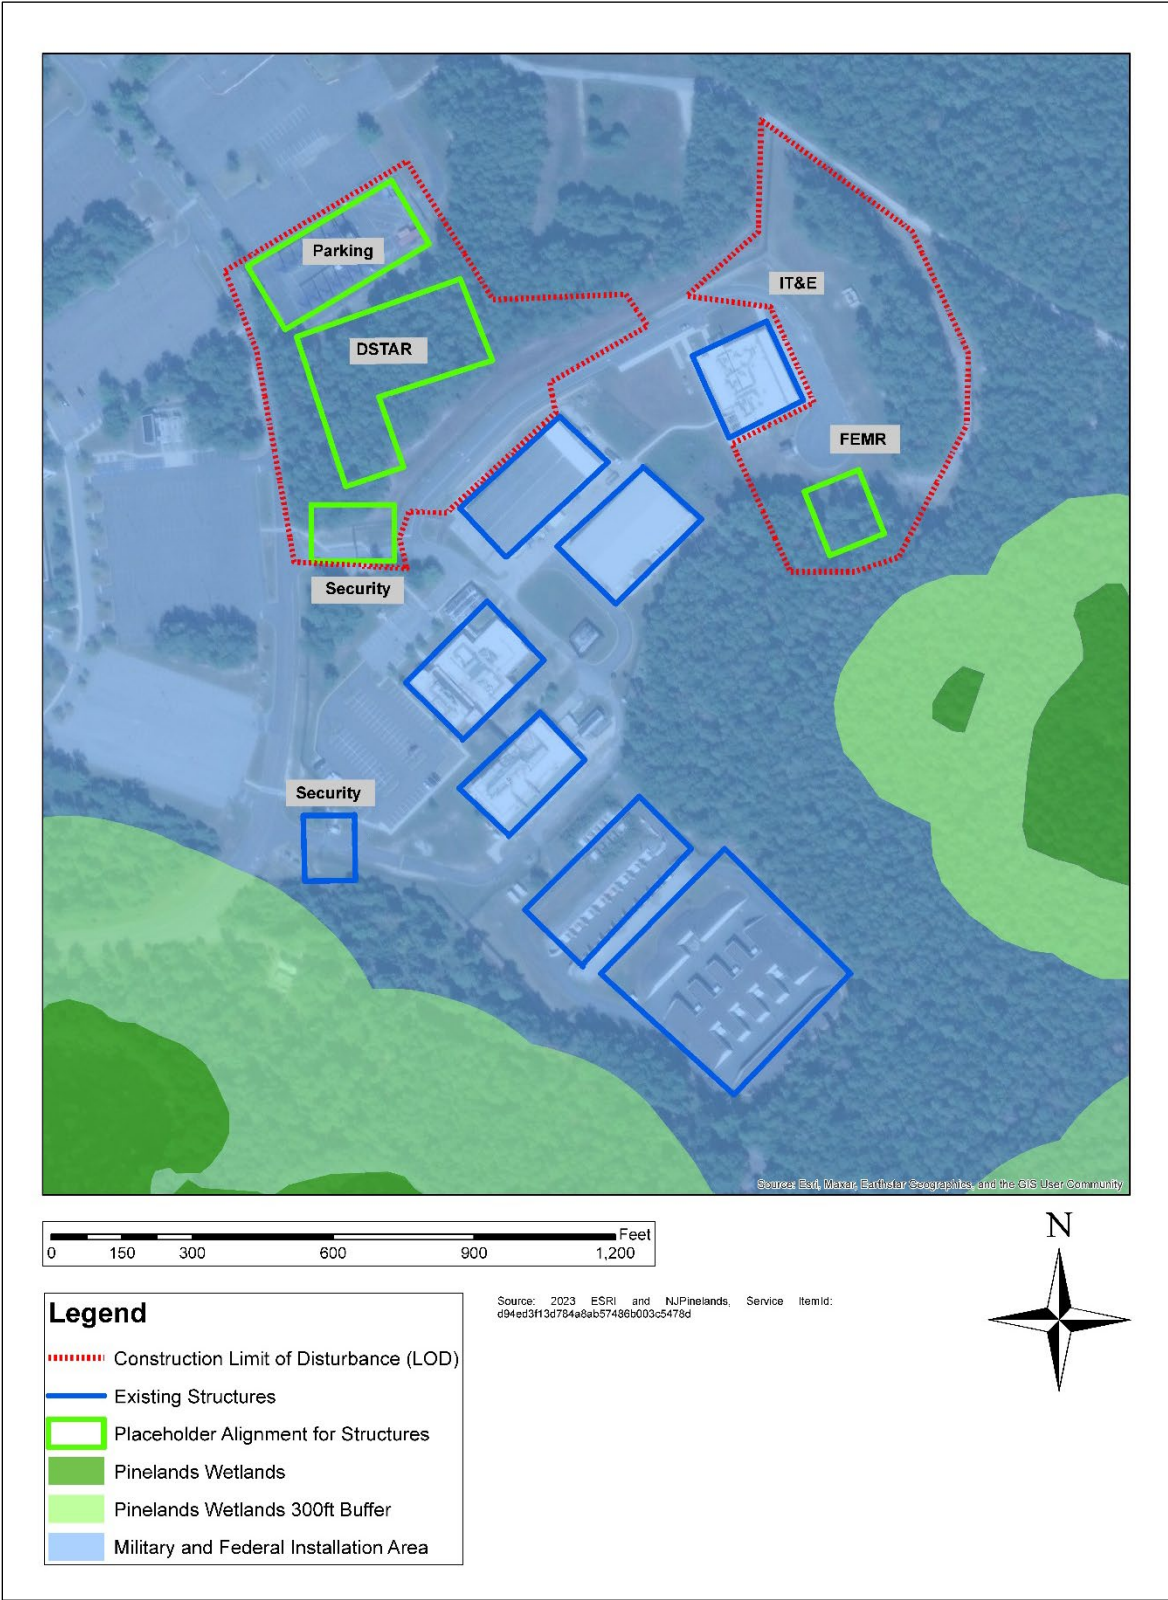 Parking
IT&E
DSTAR
FEMR
Security
Security
Source: Esri, Maxar, Earthstar Geographics, and the GIS User Community
Feet
0 150 300 600 900 1,200
N
Source: 2023 ESRI and NJPinelands, Service ItemId:
d94ed3f13d784a8ab57486b003c5478d
Legend
Construction Limit of Disturbance (LOD)
Existing Structures
Placeholder Alignment for Structures
Pinelands Wetlands
Pinelands Wetlands 300ft Buffer
Military and Federal Installation Area